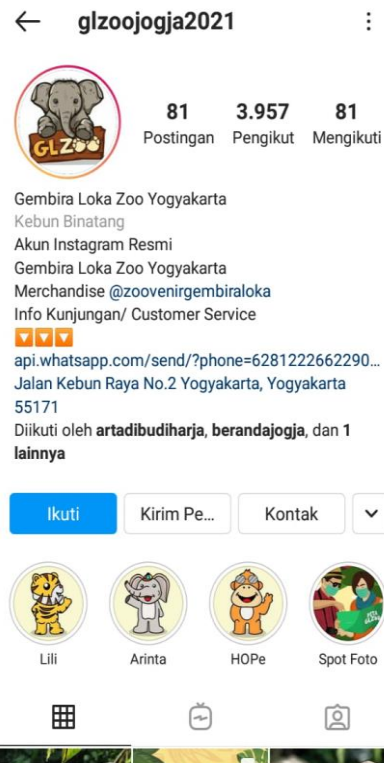 glzoojogja2021
GLZOO
81 3.957 81
Postingan Pengikut Mengikuti
Gembira Loka Zoo Yogyakarta
Kebun Binatang
Akun Instagram Resmi
Gembira Loka Zoo Yogyakarta
Merchandise @zoovenirgembiraloka
Info Kunjungan/ Customer Service
api.whatsapp.com/send/?phone=6281222662290...
Jalan Kebun Raya No.2 Yogyakarta, Yogyakarta
55171
Diikuti oleh artadibudiharja, berandajogja, dan 1
lainnya
Ikuti Kirim Pe... Kontak
Lili Arinta HOPe Spot Foto